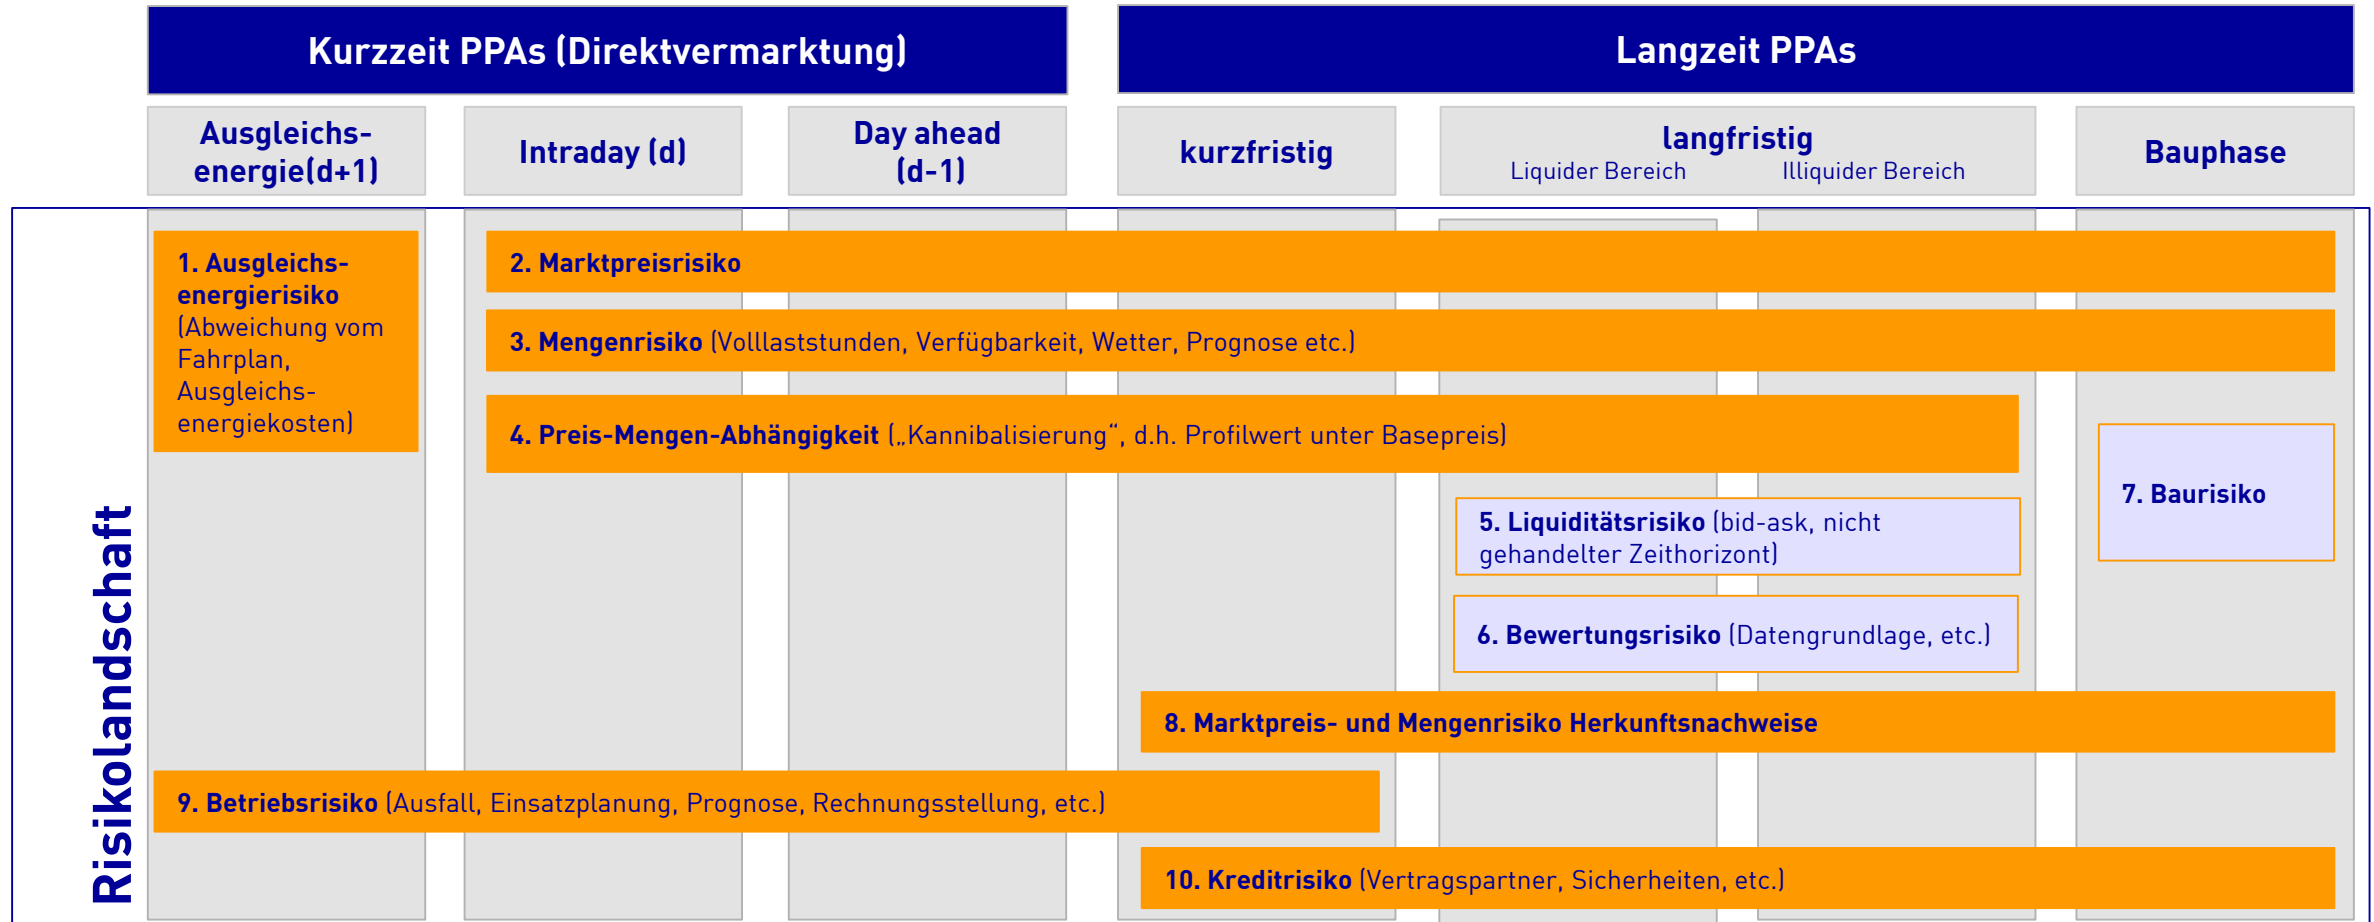 Kurzzeit PPAs (Direktvermarktung)
Langzeit PPAs
Ausgleichs-
energie(d+1)
Intraday (d)
Day ahead
(d-1)
kurzfristig
langfristig
Liquider Bereich
Illiquider Bereich
Bauphase
Risikolandschaft
1. Ausgleichs-
energierisiko
(Abweichung vom
Fahrplan,
Ausgleichs-
energiekosten)
2. Marktpreisrisiko
3. Mengenrisiko (Volllaststunden, Verfügbarkeit, Wetter, Prognose etc.)
4. Preis-Mengen-Abhängigkeit („Kannibalisierung“, d.h. Profilwert unter Basepreis)
5. Liquiditätsrisiko (bid-ask, nicht
gehandelter Zeithorizont)
6. Bewertungsrisiko (Datengrundlage, etc.)
7. Baurisiko
8. Marktpreis- und Mengenrisiko Herkunftsnachweise
9. Betriebsrisiko (Ausfall, Einsatzplanung, Prognose, Rechnungsstellung, etc.)
10. Kreditrisiko (Vertragspartner, Sicherheiten, etc.)